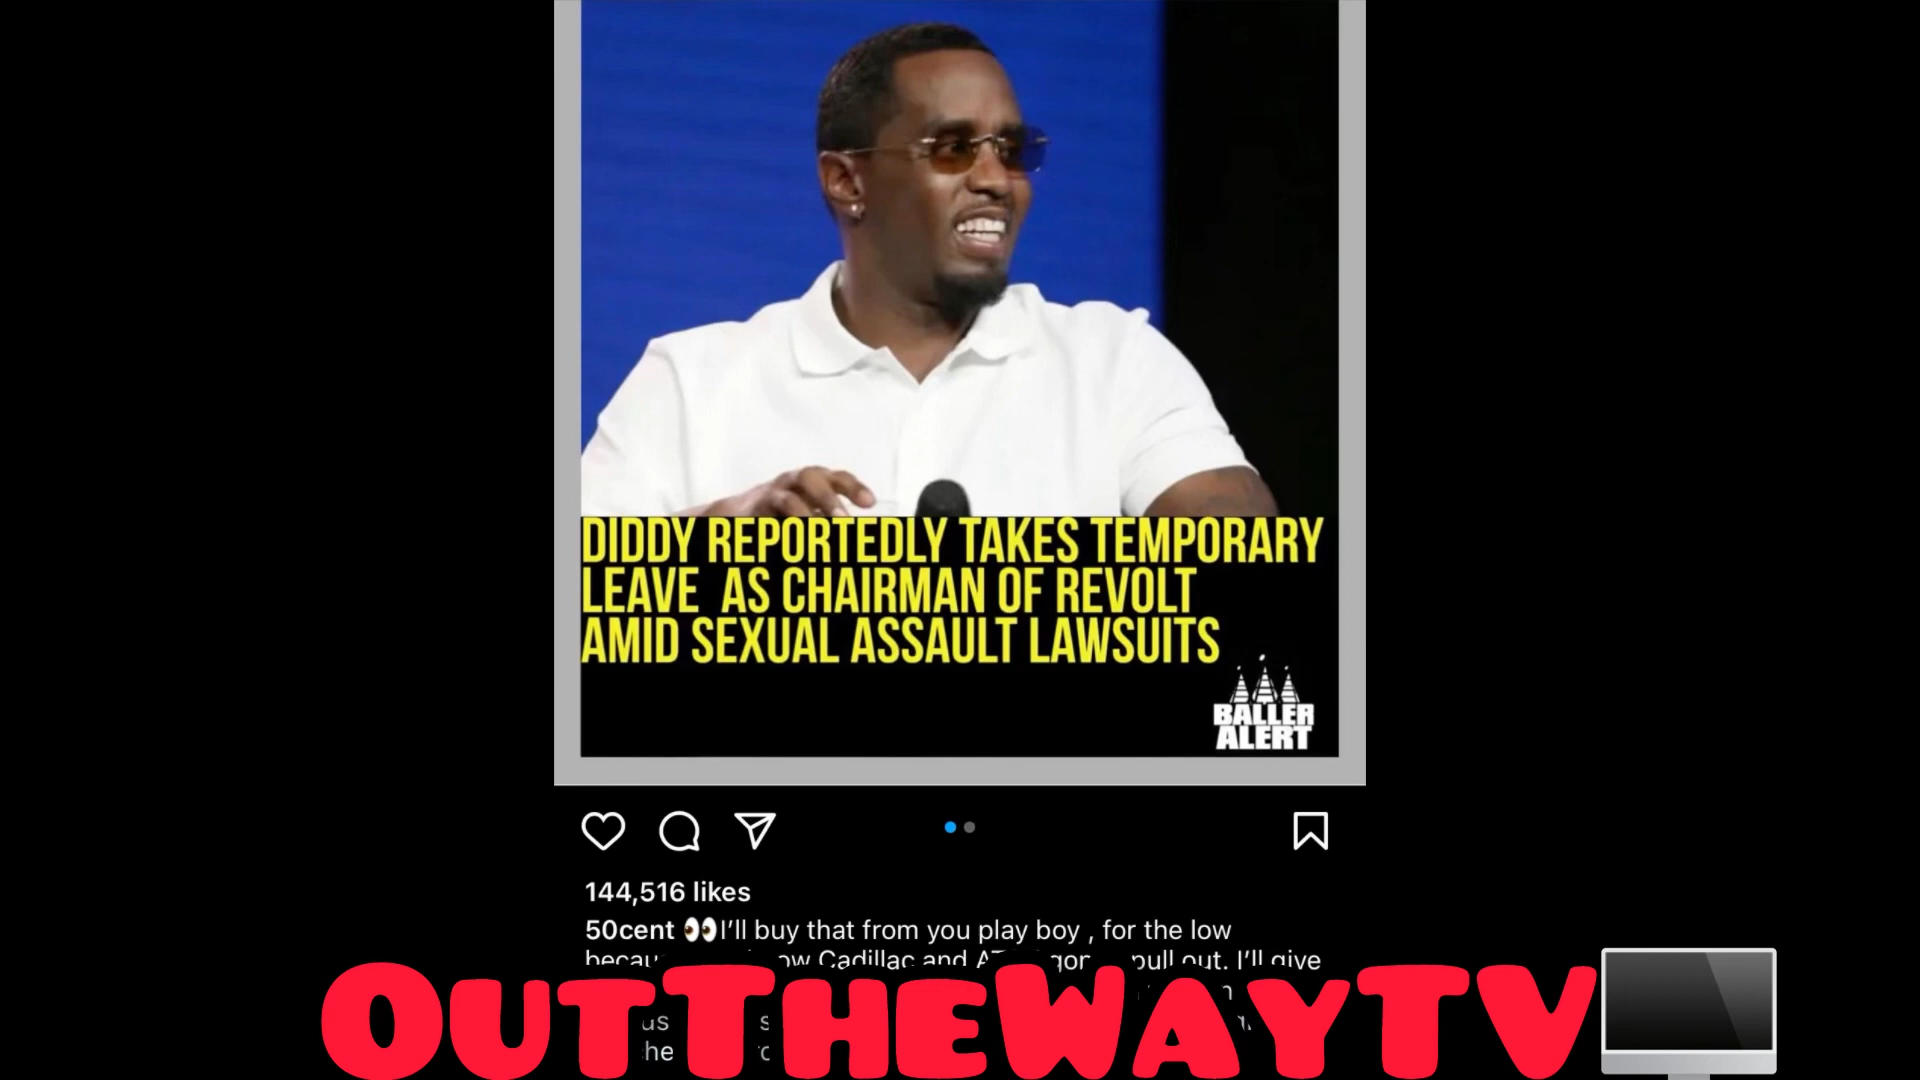 DIDDY REPORTEDLY TAKES TEMPORARY
LEAVE AS CHAIRMAN OF REVOLT
AMID SEXUAL ASSAULT LAWSUITS
BALLER
ALERT
144,516 likes
50cent 👀I’ll buy that from you play boy , for the low
Cadillac and pull out. I’ll give
OUTTHEWAYTV